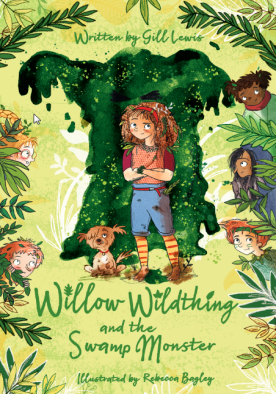 Written by Gill Lewis
Willow Wildthing
and the
Swamp Monster
Illustrated by Rebecca Bagley